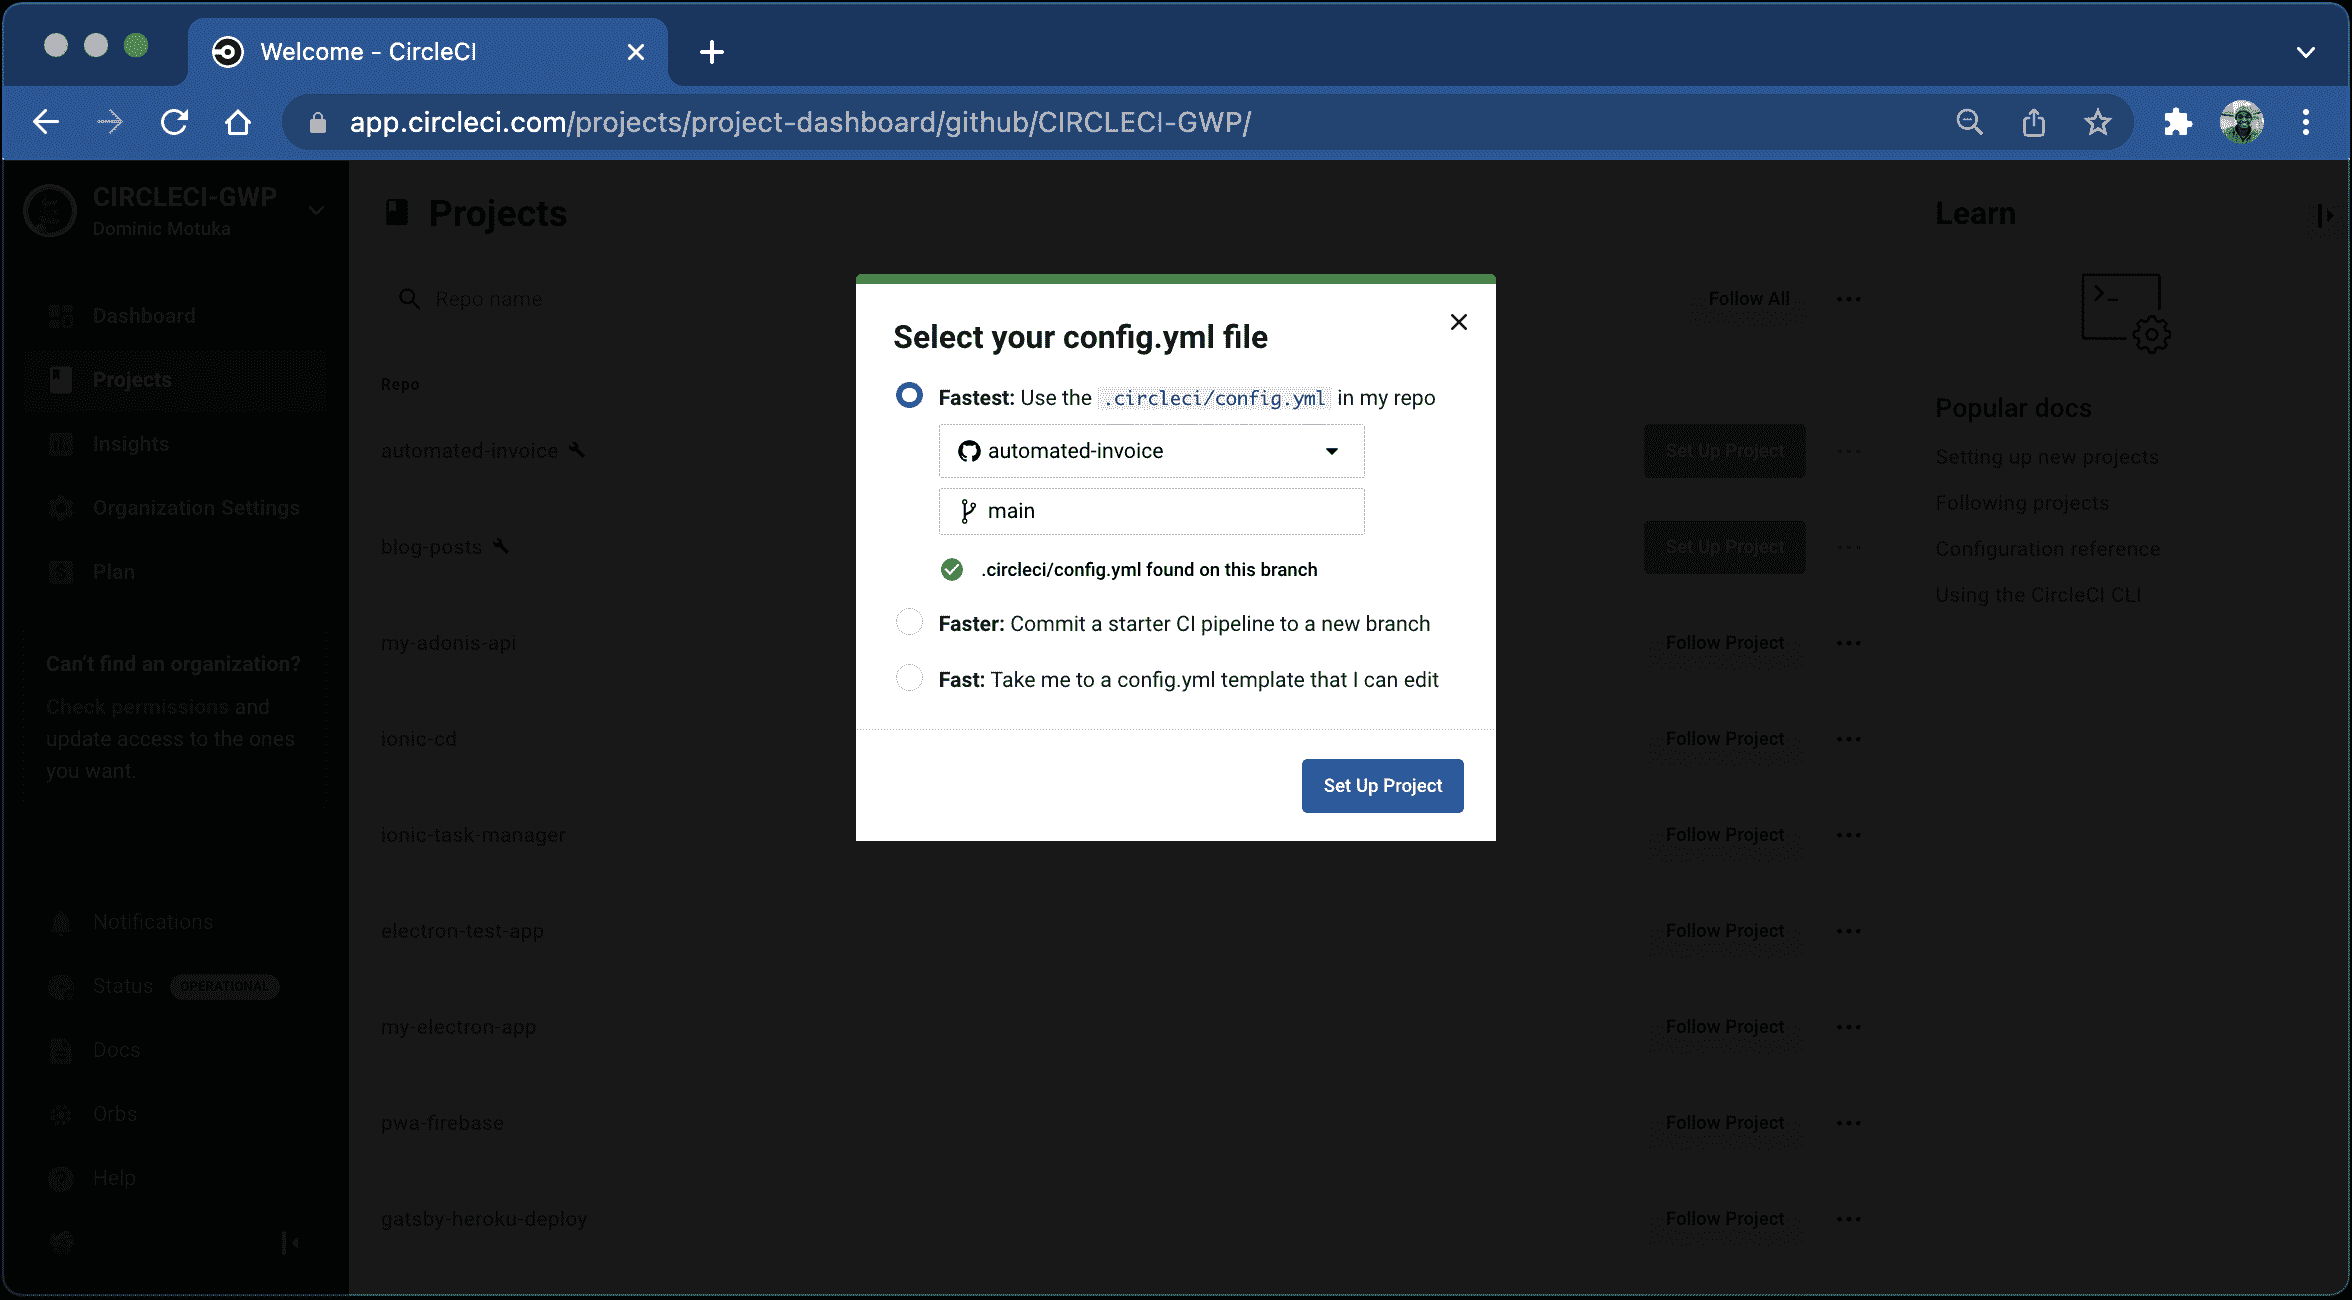 Welcome - CircleCI
app.circleci.com/projects/project-dashboard/github/CIRCLECI-GWP/
CIRCLECI-GWP
Dominic Motuka
Dashboard
Projects
Insights
Organization Settings
Plan
Can't find an organization?
Check permissions and
update access to the ones
you want.
Notifications
Status OPERATIONAL
Docs
Orbs
Help
Projects
Repo name
Follow All
Repo
automated-invoice
Set Up Project
blog-posts
Set Up Project
my-adonis-api
Follow Project
ionic-cd
Follow Project
ionic-task-manager
Follow Project
electron-test-app
Follow Project
my-electron-app
Follow Project
pwa-firebase
Follow Project
gatsby-heroku-deploy
Follow Project
Select your config.yml file
Fastest: Use the .circleci/config.yml in my repo
automated-invoice
main
.circleci/config.yml found on this branch
Faster: Commit a starter CI pipeline to a new branch
Fast: Take me to a config.yml template that I can edit
Set Up Project
Learn
Popular docs
Setting up new projects
Following projects
Configuration reference
Using the CircleCI CLI